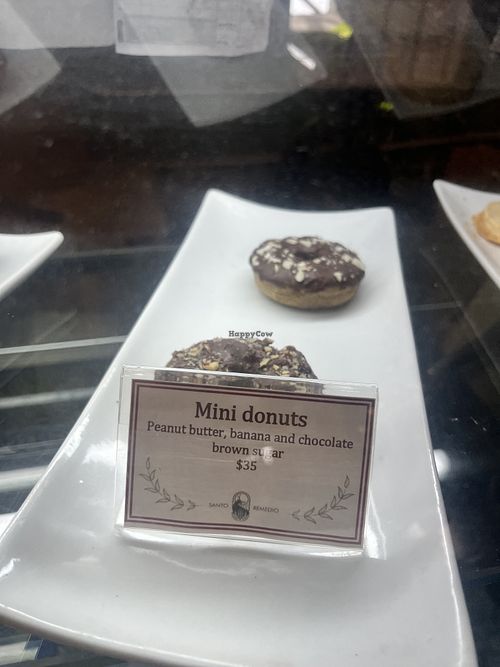 HappyCow
Mini donuts
Peanut butter, banana and chocolate
brown sugar
$35
SANTO REMEDIO